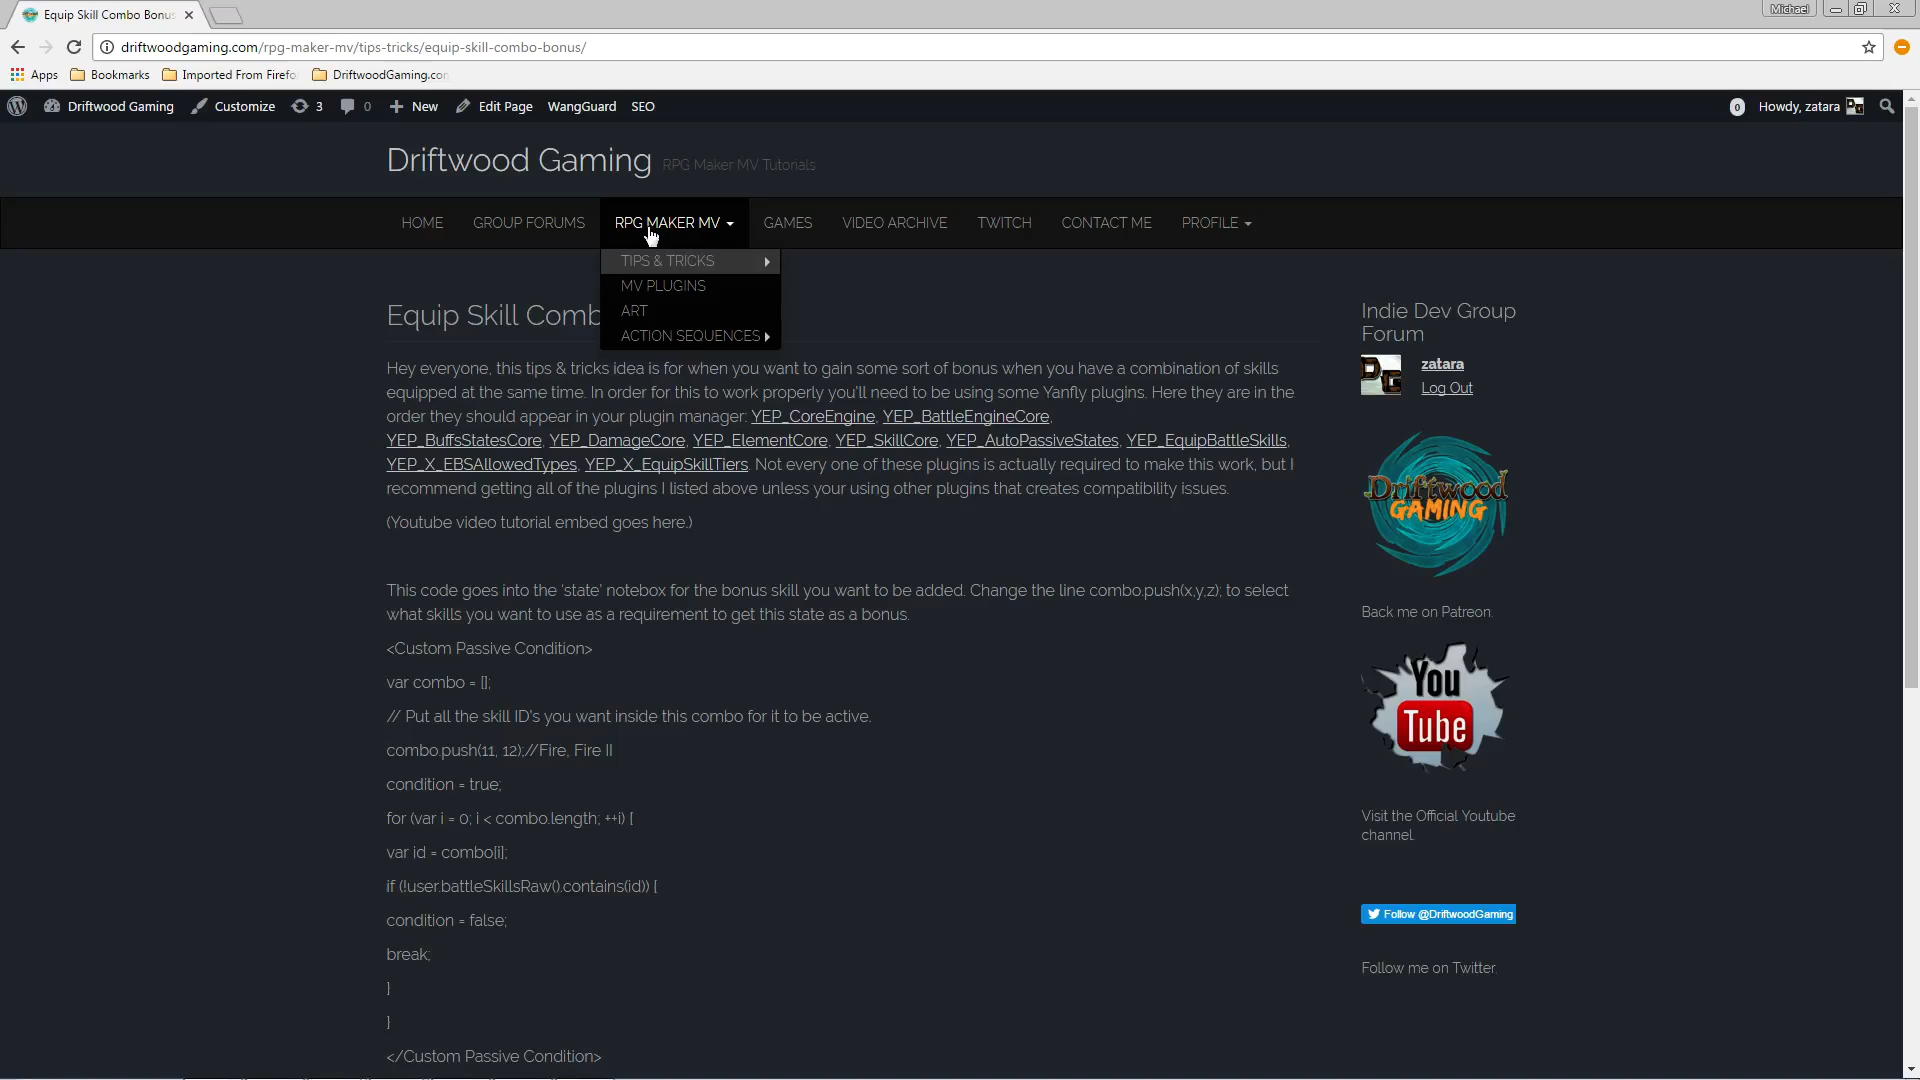 Equip Skill Combo Bonus
Michael
driftwoodgaming.com/rpg-maker-mv/tips-tricks/equip-skill-combo-bonus/
Apps Bookmarks Imported From Firefo DriftwoodGaming.con
Driftwood Gaming Customize 3 0 New Edit Page WangGuard SEO 0 Howdy, zatara
Driftwood Gaming RPG Maker MV Tutorials
HOME GROUP FORUMS RPG MAKER MV GAMES VIDEO ARCHIVE TWITCH CONTACT ME PROFILE
TIPS & TRICKS
MV PLUGINS
ART
ACTION SEQUENCES
Equip Skill Comb
Hey everyone, this tips & tricks idea is for when you want to gain some sort of bonus when you have a combination of skills
equipped at the same time. In order for this to work properly you'll need to be using some Yanfly plugins. Here they are in the
order they should appear in your plugin manager: YEP_CoreEngine, YEP_BattleEngineCore,
YEP_BuffsStatesCore, YEP_DamageCore, YEP_ElementCore, YEP_SkillCore, YEP_AutoPassiveStates, YEP_EquipBattleSkills,
YEP_X_EBSAllowedTypes, YEP_X_EquipSkillTiers. Not every one of these plugins is actually required to make this work, but I
recommend getting all of the plugins I listed above unless your using other plugins that creates compatibility issues.
(Youtube video tutorial embed goes here.)
This code goes into the 'state' notebox for the bonus skill you want to be added. Change the line combo.push(x,y,z); to select
what skills you want to use as a requirement to get this state as a bonus.
<Custom Passive Condition>
var combo = [];
// Put all the skill ID's you want inside this combo for it to be active.
combo.push(11, 12);//Fire, Fire II
condition = true;
for (var i = 0; i < combo.length; ++i) {
var id = combo[i];
if (!user.battleSkillsRaw().contains(id)) {
condition = false;
break;
}
}
</Custom Passive Condition>
Indie Dev Group
Forum
DG
zatara
Log Out
Driftwood
GAMING
Back me on Patreon.
You
Tube
Visit the Official Youtube
channel.
Follow @DriftwoodGaming
Follow me on Twitter.